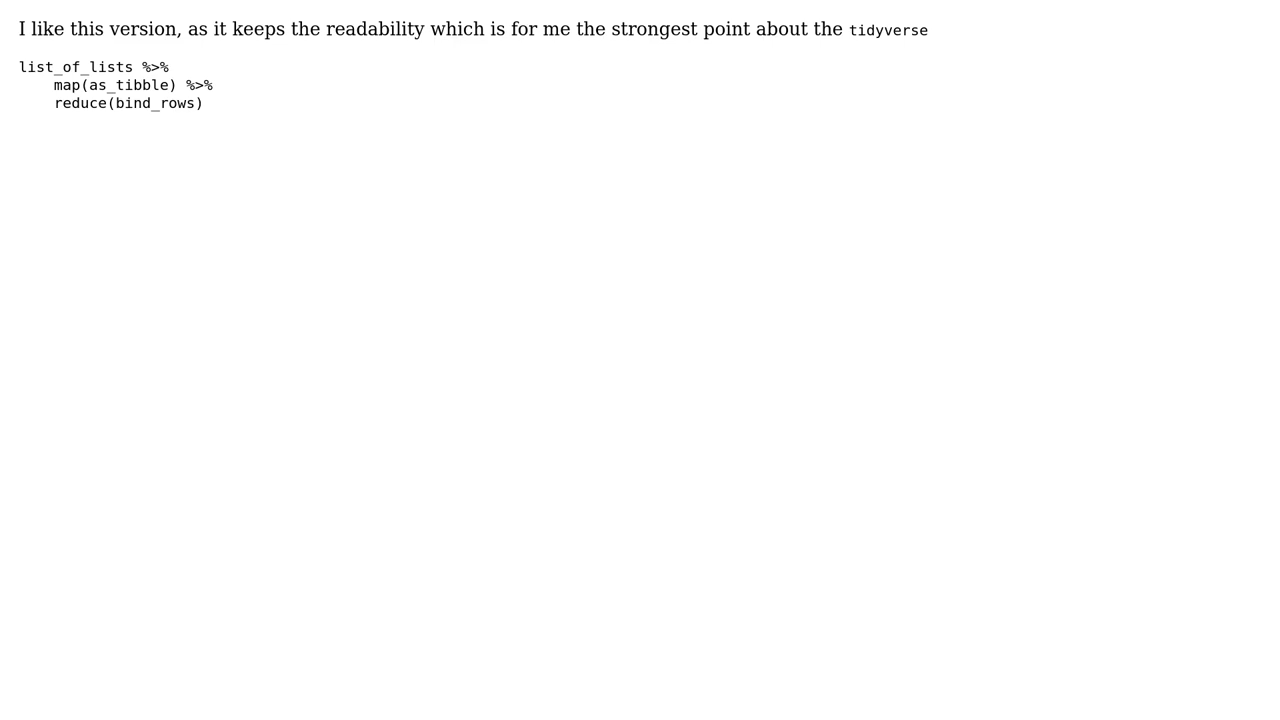 I like this version, as it keeps the readability which is for me the strongest point about the tidyverse
list_of_lists %>%
    map(as_tibble) %>%
    reduce(bind_rows)